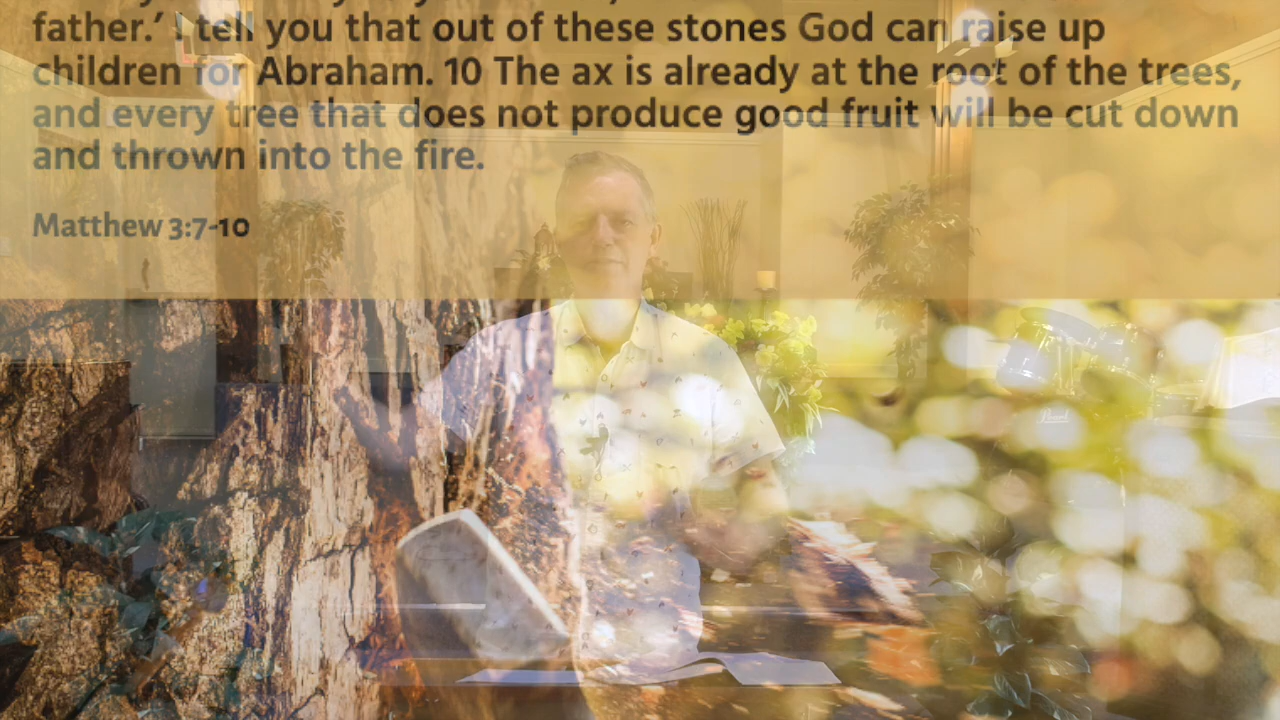 father.’ I tell you that out of these stones God can raise up
children for Abraham. 10 The ax is already at the root of the trees,
and every tree that does not produce good fruit will be cut down
and thrown into the fire.
Matthew 3:7-10
Pearl